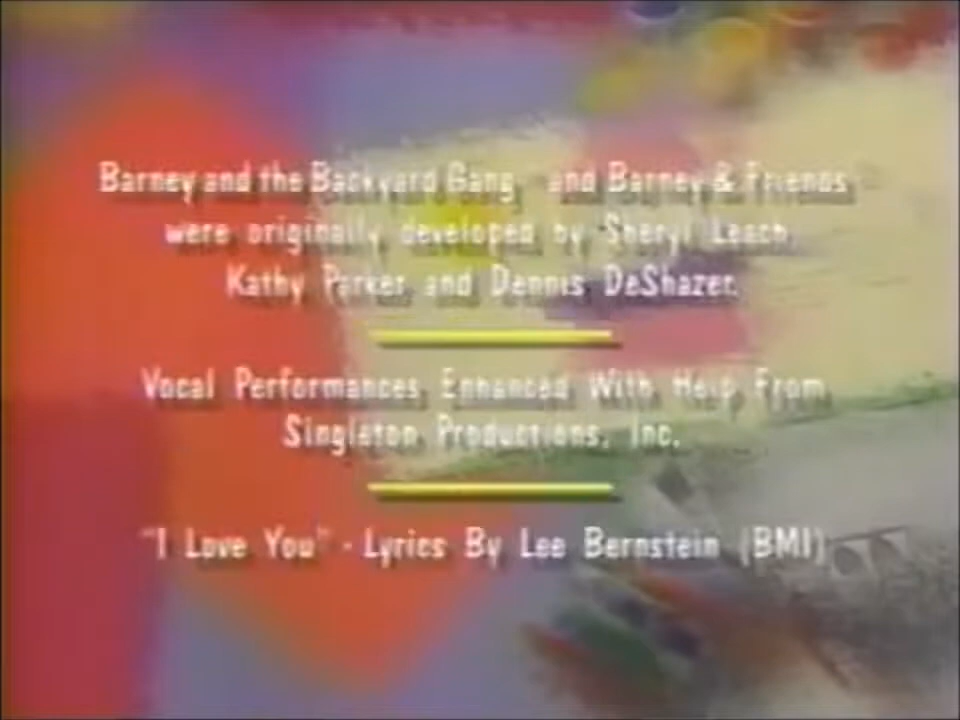 Barney and the Backyard Gang and Barney & Friends
were originally developed by Sheryl Leach,
Kathy Parker and Dennis DeShazer.
Vocal Performances Enhanced With Help From
Singleton Productions, Inc.
"I Love You" - Lyrics By Lee Bernstein (BMI)